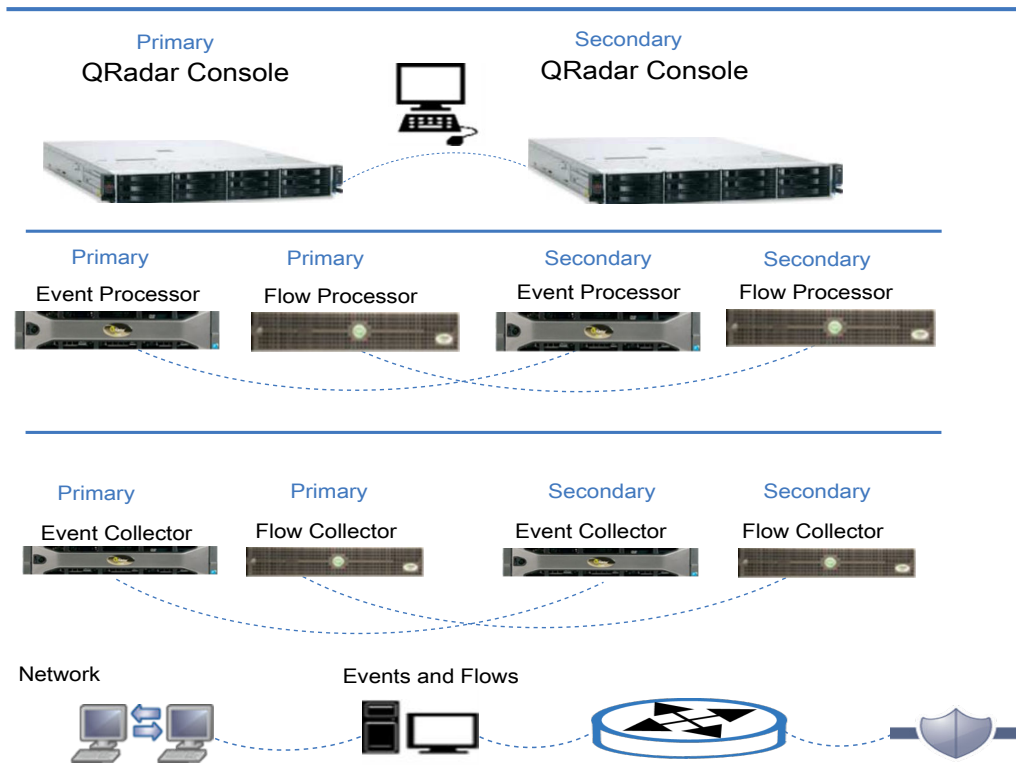 Primary
Secondary
QRadar Console
QRadar Console
Primary
Primary
Secondary
Secondary
Event Processor
Flow Processor
Event Processor
Flow Processor
Primary
Primary
Secondary
Secondary
Event Collector
Flow Collector
Event Collector
Flow Collector
Network
Events and Flows